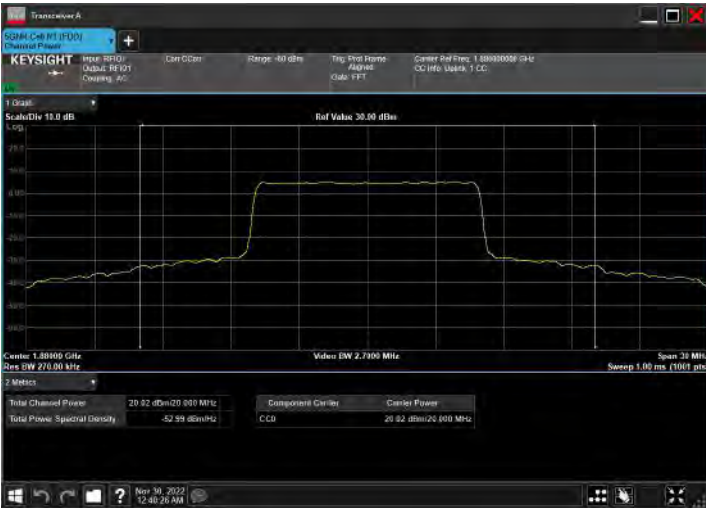 Transceiver A
5GNR Cell N1 (FDD)
Channel Power
KEYSIGHT
Input: RFIO1
Output: RFIO1
Coupling: AC
Corr CCorr
Range: -60 dBm
Trig: Prot Frame
Aligned
Gate: FFT
Carrier Ref Freq: 1.880000000 GHz
CC Info: Uplink, 1 CC
1 Graph
Scale/Div 10.0 dB
Ref Value 30.00 dBm
Log
Center 1.88000 GHz
Video BW 2.7000 MHz
Span 30 MHz
Res BW 270.00 kHz
Sweep 1.00 ms (1001 pts
2 Metrics
Total Channel Power
20.02 dBm/20.000 MHz
Total Power Spectral Density
-52.99 dBm/Hz
Component Carrier
Carrier Power
CC0
20.02 dBm/20.000 MHz
?
Nov 30, 2022
12:40:26 AM